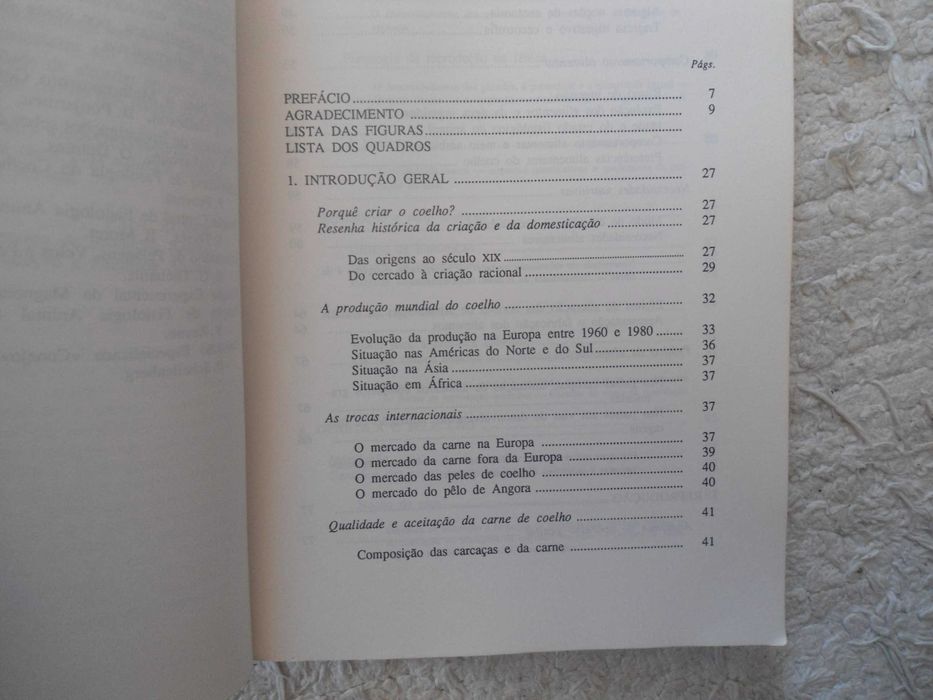 Págs.
PREFÁCIO ........ 7
AGRADECIMENTO ........ 9
LISTA DAS FIGURAS ........
LISTA DOS QUADROS
1. INTRODUÇÃO GERAL ........ 27
Porquê criar o coelho? ........ 27
Resenha histórica da criação e da domesticação ........ 27
Das origens ao século XIX ........ 27
Do cercado à criação racional ........ 29
A produção mundial do coelho ........ 32
Evolução da produção na Europa entre 1960 e 1980 ........ 33
Situação nas Américas do Norte e do Sul ........ 36
Situação na Ásia ........ 37
Situação em África ........ 37
As trocas internacionais ........ 37
O mercado da carne na Europa ........ 37
O mercado da carne fora da Europa ........ 39
O mercado das peles de coelho ........ 40
O mercado do pêlo de Angora ........ 40
Qualidade e aceitação da carne de coelho ........ 41
Composição das carcaças e da carne ........ 41